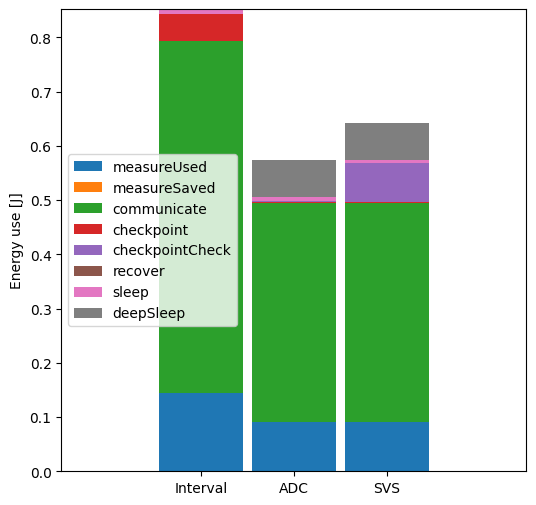 0.8
0.7
0.6
0.5
0.4
0.3
0.2
0.1
0.0
Energy use [J]
measureUsed
measureSaved
communicate
checkpoint
checkpointCheck
recover
sleep
deepSleep
Interval
ADC
SVS